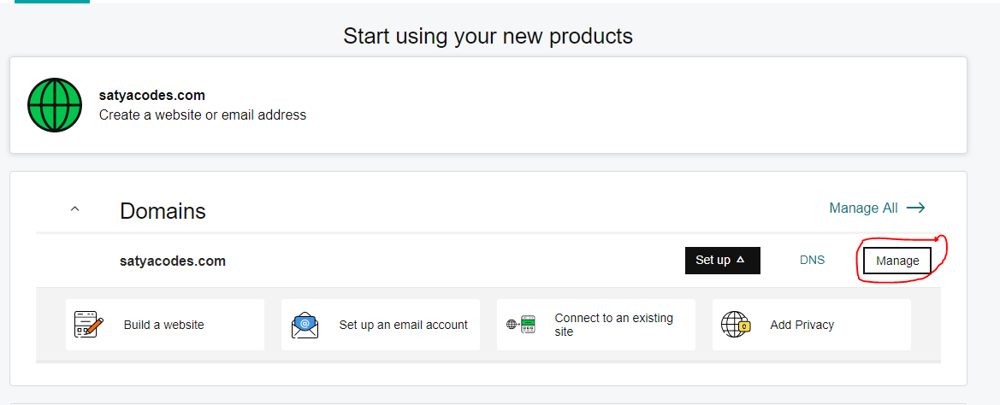 Start using your new products
satyacodes.com
Create a website or email address
Domains
Manage All
satyacodes.com
Set up
DNS
Manage
Build a website
@
Set up an email account
Connect to an existing
site
Add Privacy